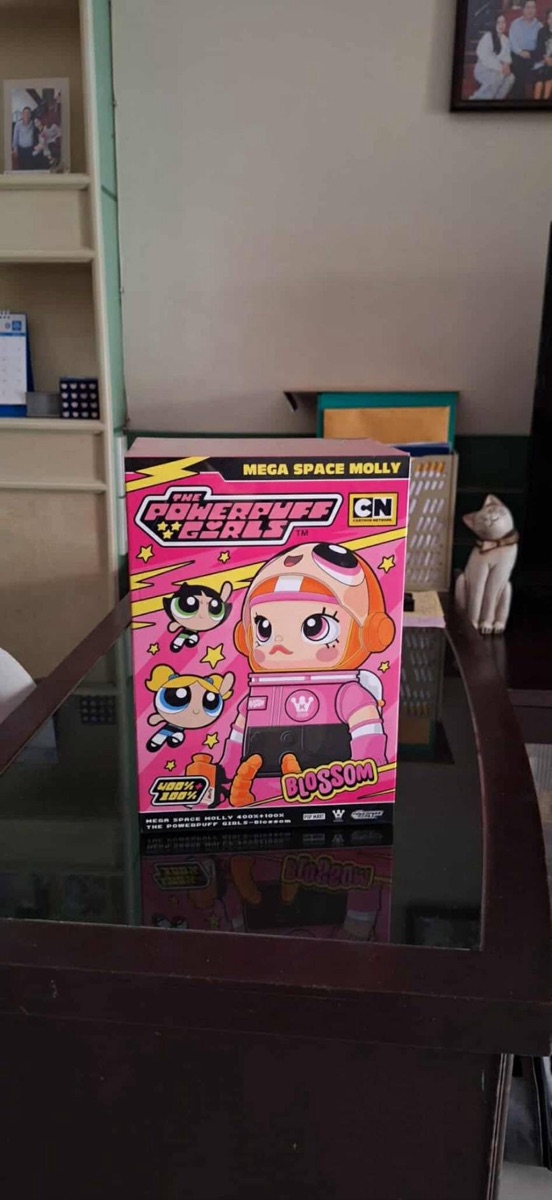 MEGA SPACE MOLLY
THE
POWERPUFF
GIRLS TM
CN
CARTOON NETWORK
BLOSSOM
400%+
100%
MEGA SPACE MOLLY 400%+100%
THE POWERPUFF GIRLS-Blossom
POP MART